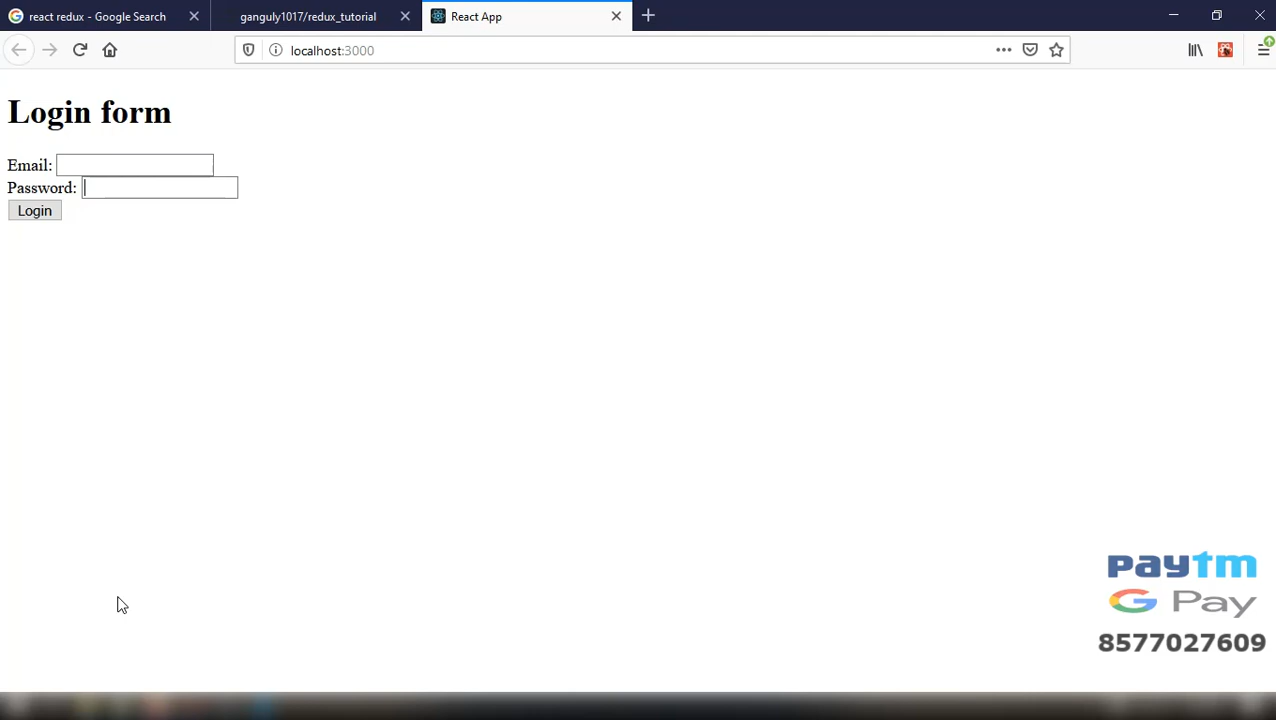 react redux - Google Search
ganguly1017/redux_tutorial
React App
localhost:3000
Login form
Email:
Password:
Login
paytm
G Pay
8577027609